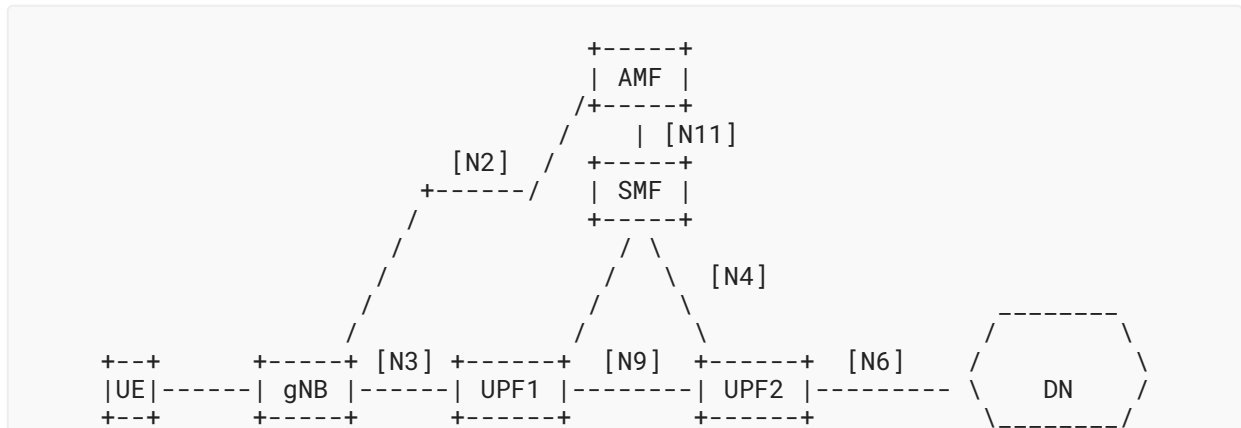 AMF
[N11]
[N2]
SMF
[N4]
[N3] [N9] [N6]
UE gNB UPF1 UPF2 DN